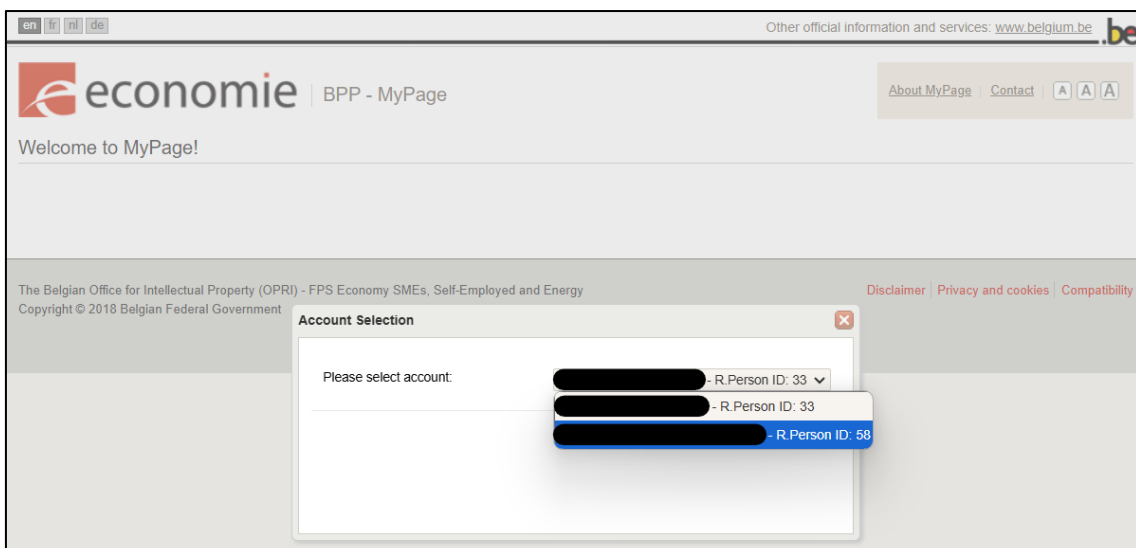 en fr nl de
Other official information and services: www.belgium.be
.be
economie BPP - MyPage
About MyPage Contact A A A
Welcome to MyPage!
The Belgian Office for Intellectual Property (OPRI) - FPS Economy SMEs, Self-Employed and Energy
Disclaimer Privacy and cookies Compatibility
Copyright © 2018 Belgian Federal Government
Account Selection
Please select account:
- R.Person ID: 33
- R.Person ID: 33
- R.Person ID: 58